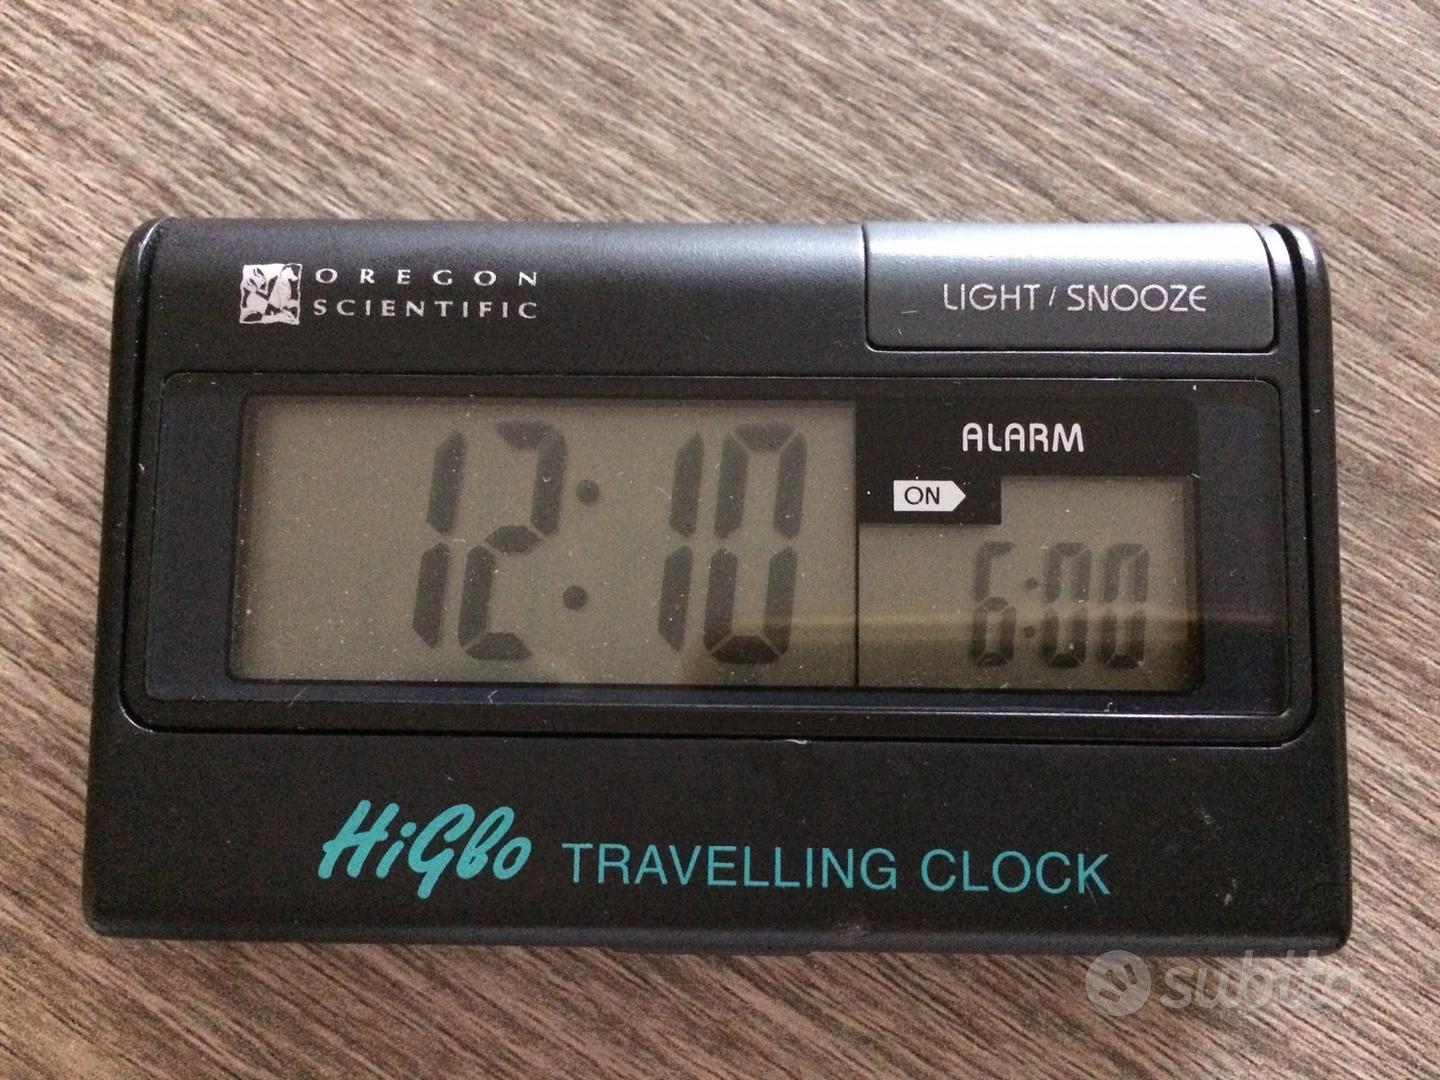 OREGON
SCIENTIFIC
LIGHT / SNOOZE
ALARM
ON
12:10
6:00
HiGlo TRAVELLING CLOCK
subito